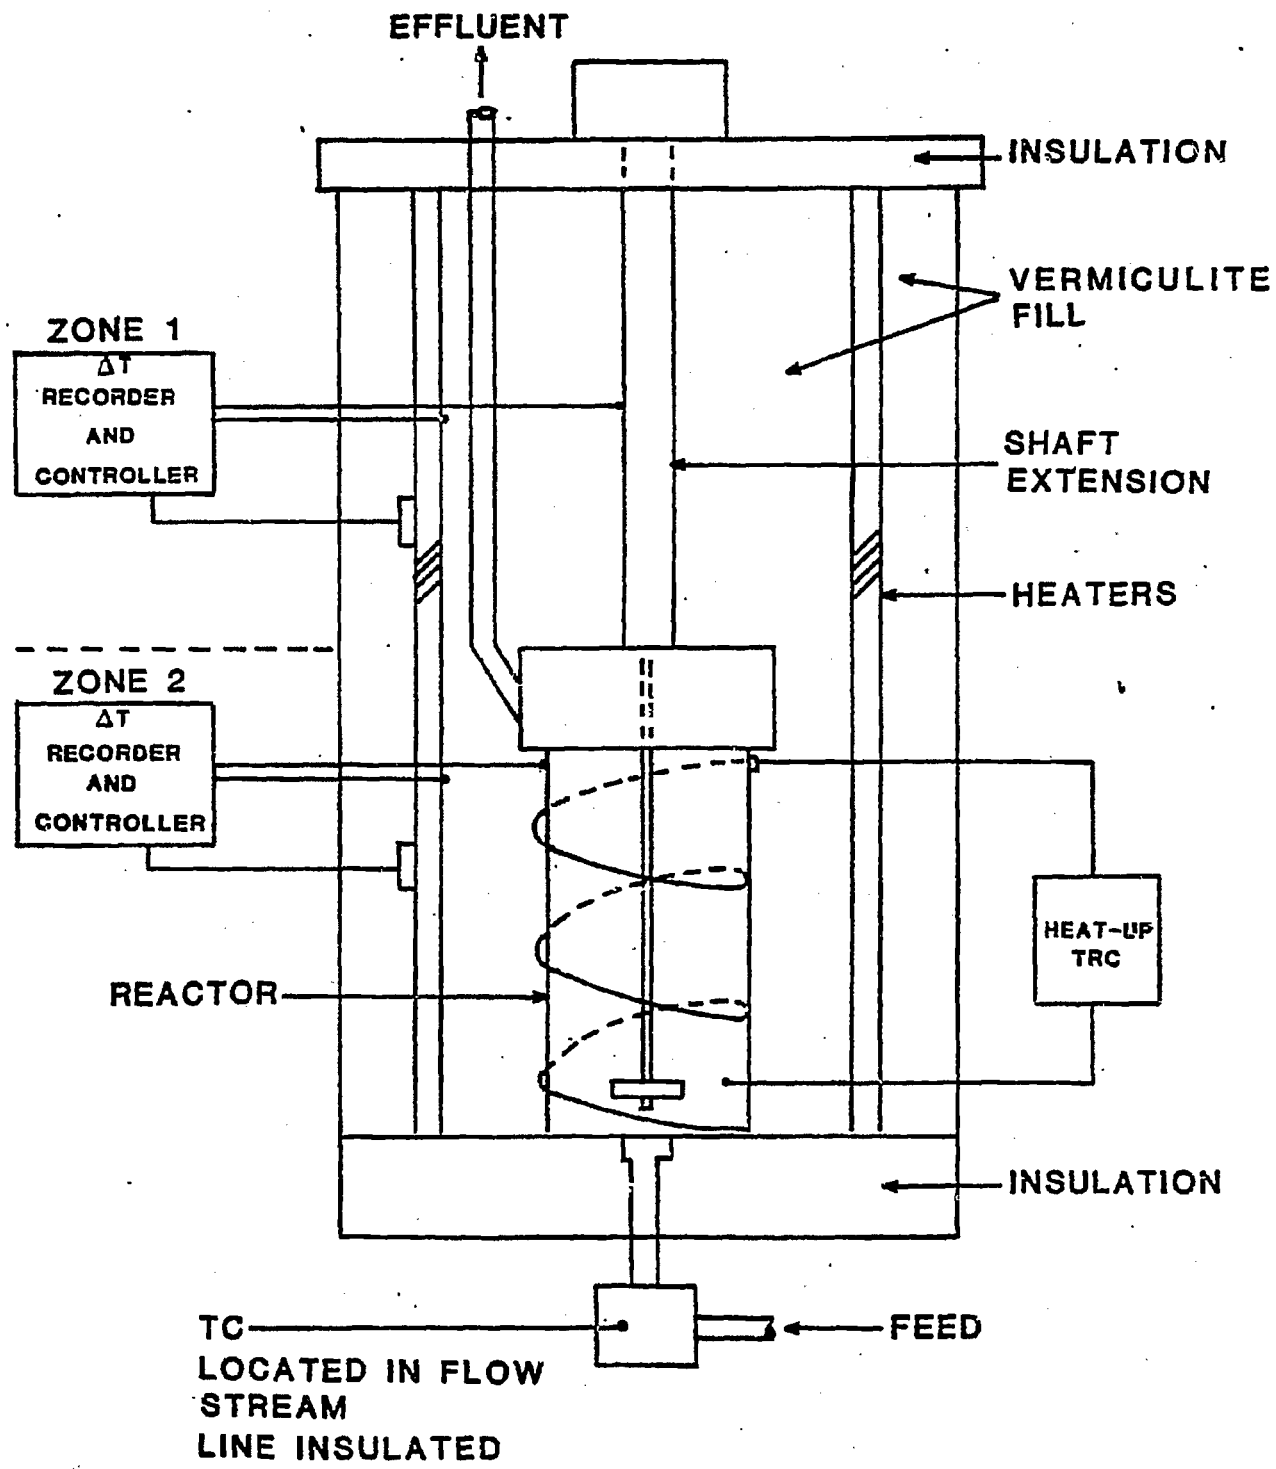 EFFLUENT
INSULATION
VERMICULITE
FILL
ZONE 1
ΔT
RECORDER
AND
CONTROLLER
SHAFT
EXTENSION
HEATERS
ZONE 2
ΔT
RECORDER
AND
CONTROLLER
HEAT-UP
TRC
REACTOR
INSULATION
TC
FEED
LOCATED IN FLOW
STREAM
LINE INSULATED